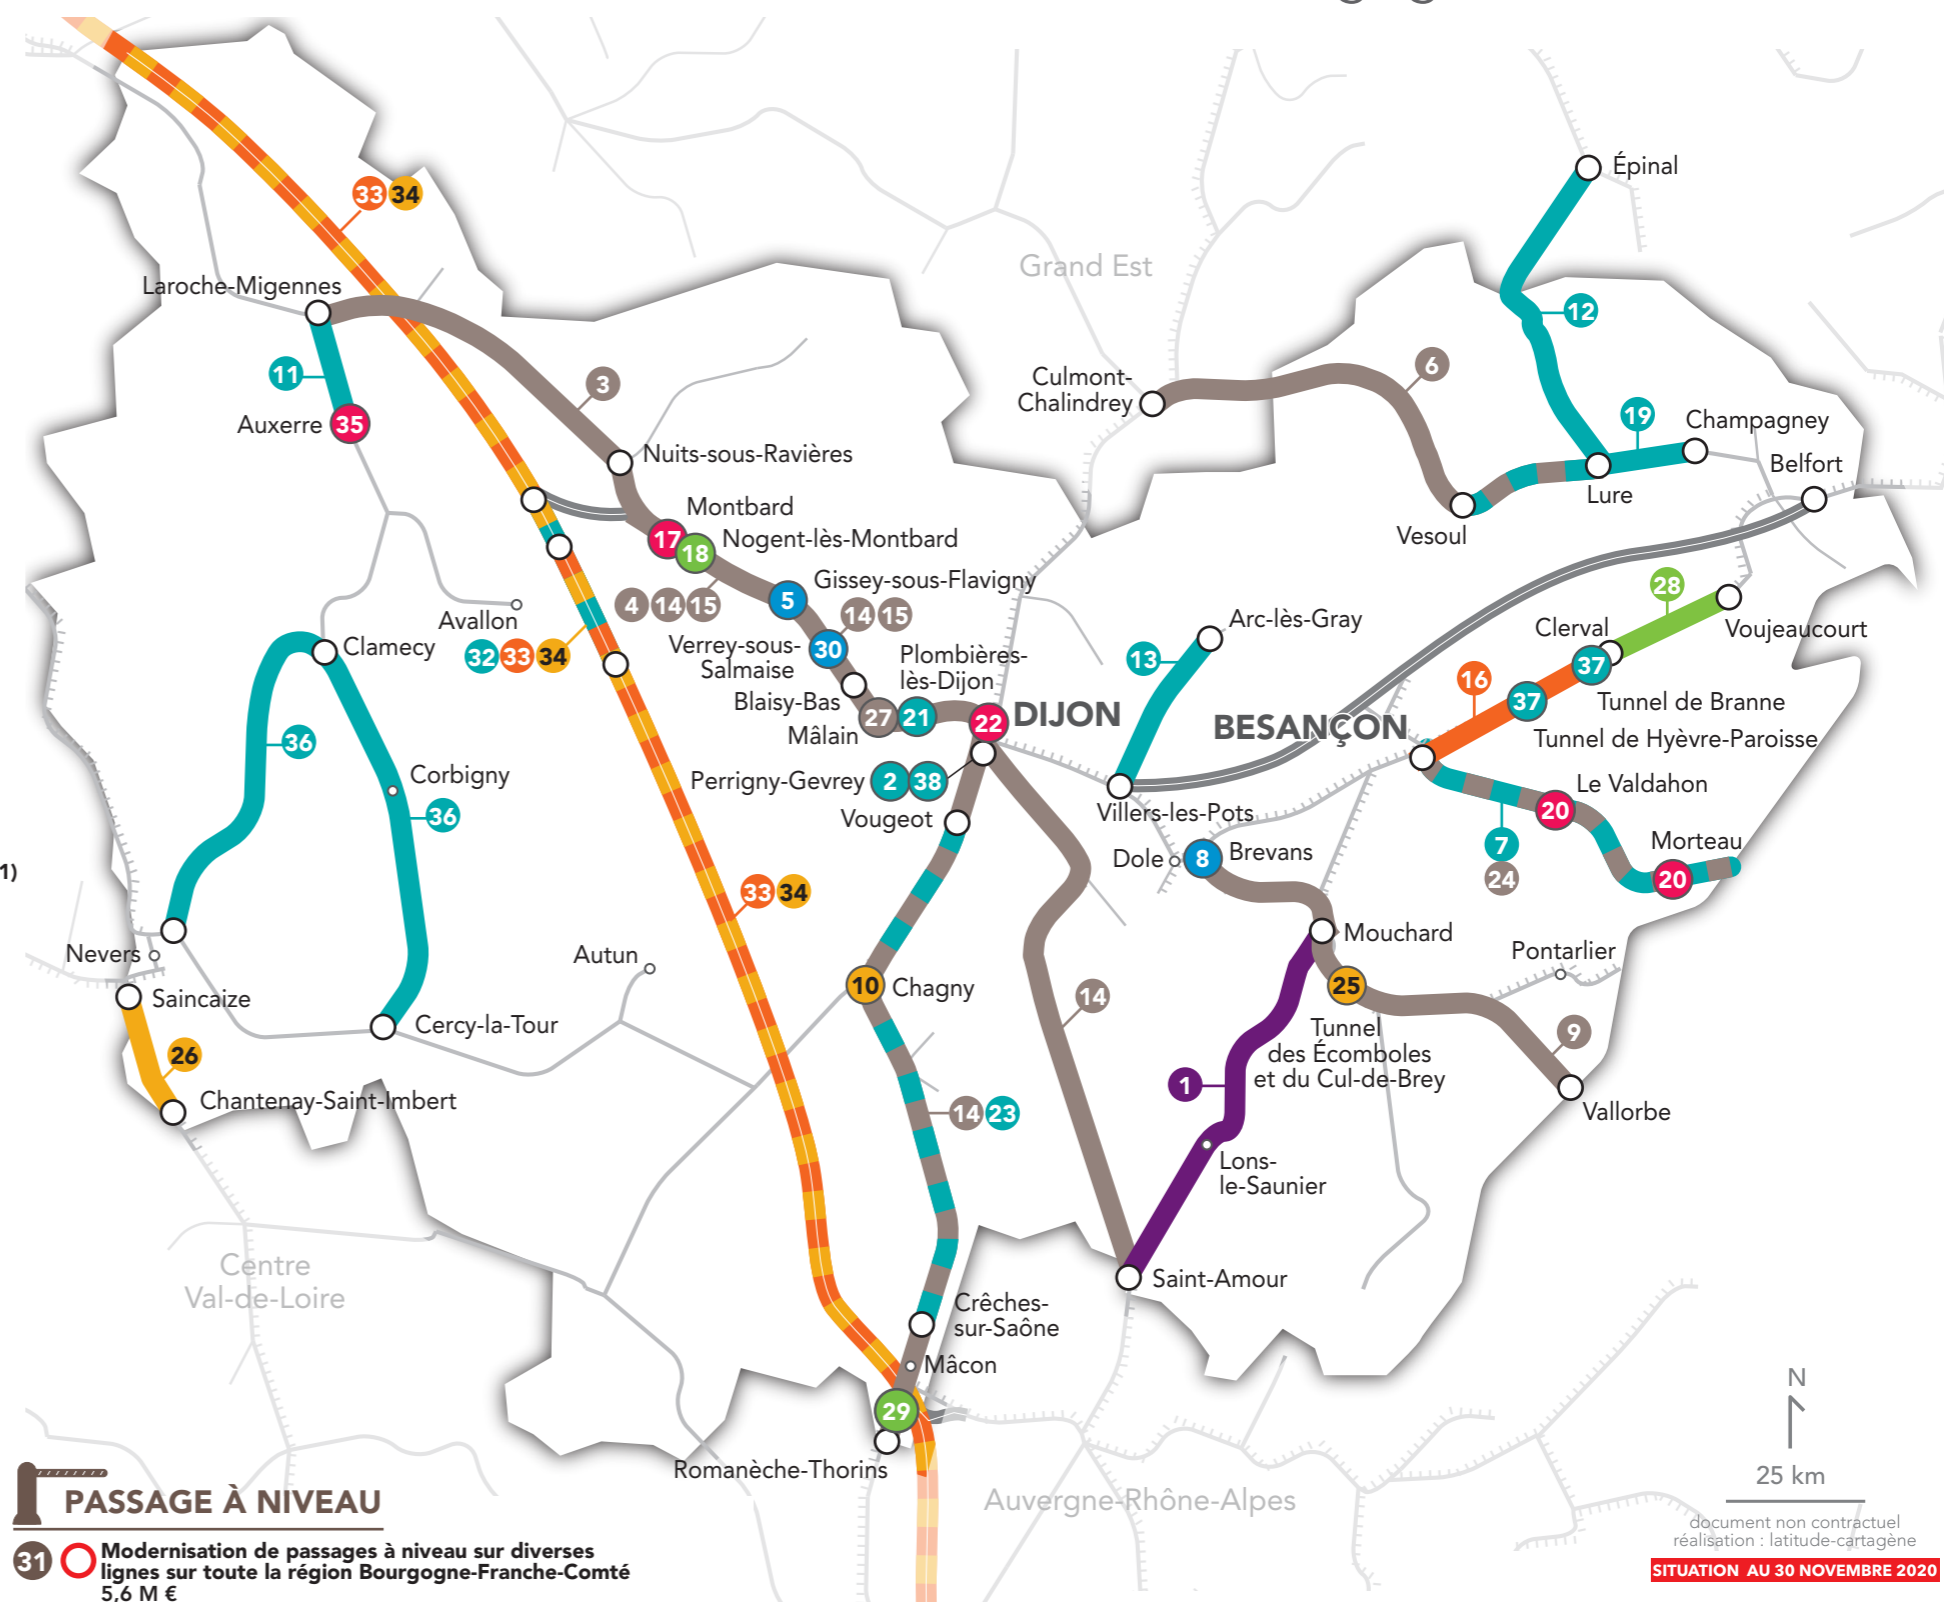 Épinal
33 34
Grand Est
Laroche-Migennes
12
6
11
3
Culmont-
Chalindrey
19
Champagney
Auxerre 35
Nuits-sous-Ravières
Belfort
Lure
Montbard
17
18 Nogent-lès-Montbard
Vesoul
Gissey-sous-Flavigny
5
28
4 14 15
14 15
Avallon
Arc-lès-Gray
Clerval
Voujeaucourt
Clamecy
32 33 34
Verrey-sous-
Salmaise
30
Plombières-
lès-Dijon
13
37
16
Blaisy-Bas
37
Tunnel de Branne
27 21
22 DIJON
BESANÇON
Mâlain
Tunnel de Hyèvre-Paroisse
36
Corbigny
Perrigny-Gevrey 2 38
Le Valdahon
36
Vougeot
Villers-les-Pots
20
7
Morteau
Dole
8 Brevans
24
20
1)
33 34
Nevers
Autun
Mouchard
Pontarlier
Saincaize
10 Chagny
14
25
Cercy-la-Tour
Tunnel
des Écomboles
et du Cul-de-Brey
9
26
1
Chantenay-Saint-Imbert
14 23
Vallorbe
Lons-
le-Saunier
Centre
Val-de-Loire
Saint-Amour
Crêches-
sur-Saône
Mâcon
29
N
Romanèche-Thorins
25 km
Auvergne-Rhône-Alpes
PASSAGE À NIVEAU
document non contractuel
réalisation : latitude-cartagène
31 Modernisation de passages à niveau sur diverses
lignes sur toute la région Bourgogne-Franche-Comté
5,6 M €
SITUATION AU 30 NOVEMBRE 2020